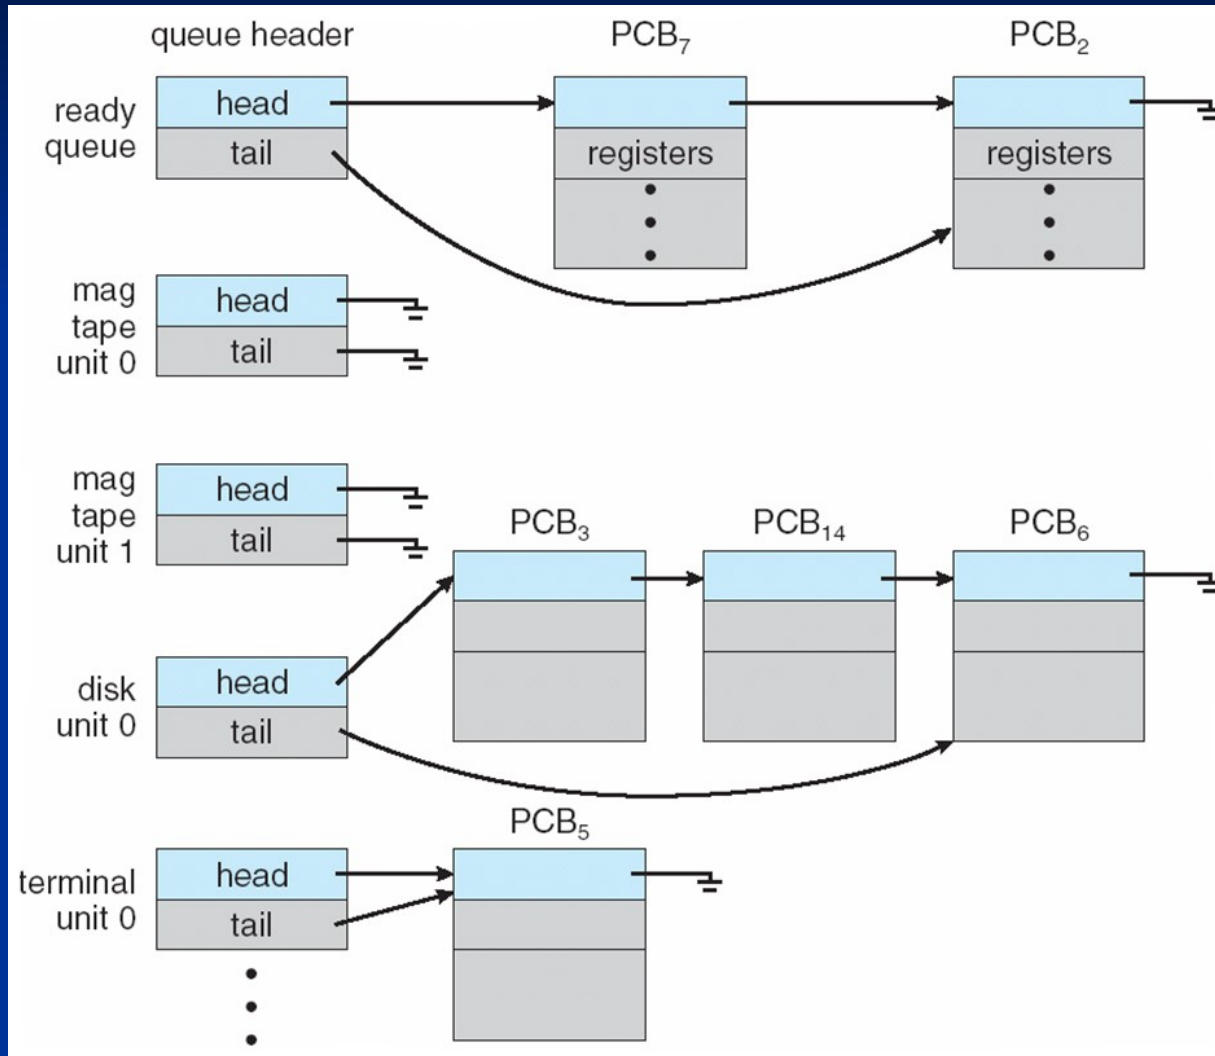 queue header
PCB₇
PCB₂
ready
queue
head
tail
registers
registers
mag
tape
unit 0
head
tail
mag
tape
unit 1
head
tail
PCB₃
PCB₁₄
PCB₆
disk
unit 0
head
tail
PCB₅
terminal
unit 0
head
tail